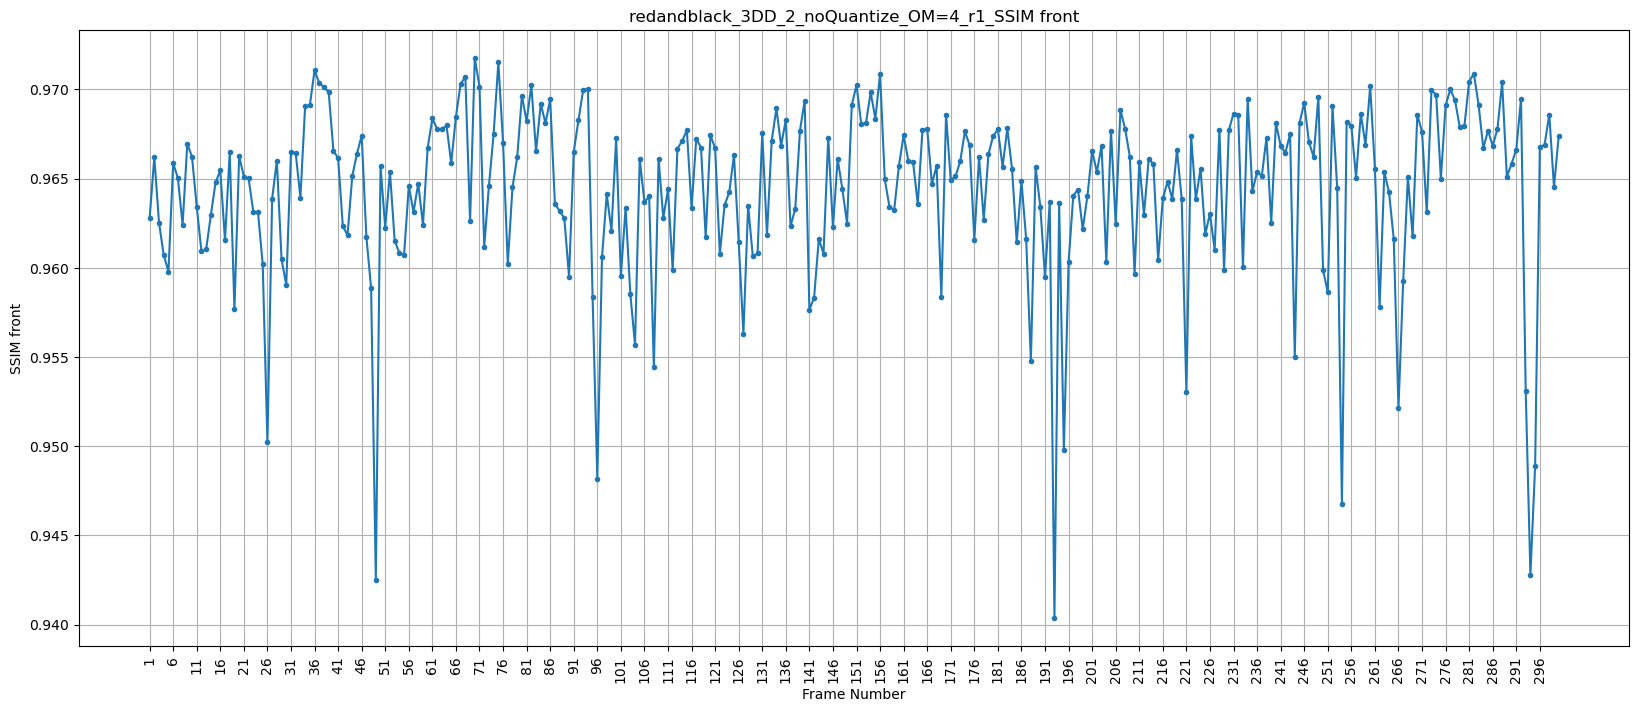 redandblack_3DD_2_noQuantize_OM=4_r1_SSIM front
SSIM front
0.970
0.965
0.960
0.955
0.950
0.945
0.940
1 6 11 16 21 26 31 36 41 46 51 56 61 66 71 76 81 86 91 96 101 106 111 116 121 126 131 136 141 146 151 156 161 166 171 176 181 186 191 196 201 206 211 216 221 226 231 236 241 246 251 256 261 266 271 276 281 286 291 296
Frame Number